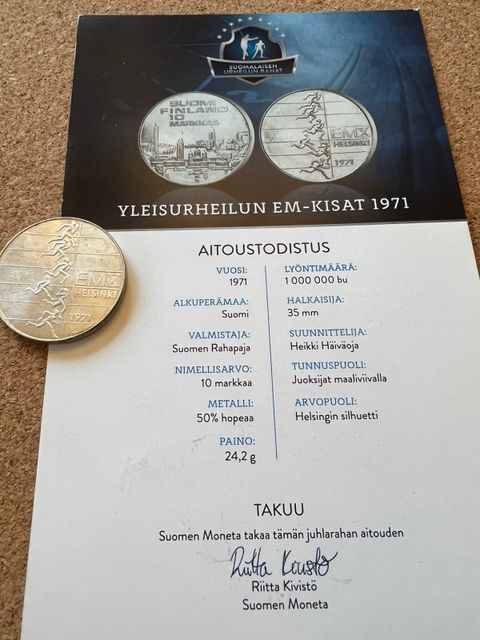 SUOMALAISEN
URHEILUN RAHAT
SUOMI
FINLAND
10
MARKKAA
EMX
HELSINKI
1971
YLEISURHEILUN EM-KISAT 1971
EMX
HELSINKI
1971
AITOUSTODISTUS
VUOSI:
1971
ALKUPERÄMAA:
Suomi
VALMISTAJA:
Suomen Rahapaja
NIMELLISARVO:
10 markkaa
METALLI:
50% hopeaa
PAINO:
24,2 g
LYÖNTIMÄÄRÄ:
1 000 000 bu
HALKAISIJA:
35 mm
SUUNNITTELIJA:
Heikki Häiväoja
TUNNUSPUOLI:
Juoksijat maaliviivalla
ARVOPUOLI:
Helsingin silhuetti
TAKUU
Suomen Moneta takaa tämän juhlarahan aitouden
Riitta Kivistö
Riitta Kivistö
Suomen Moneta